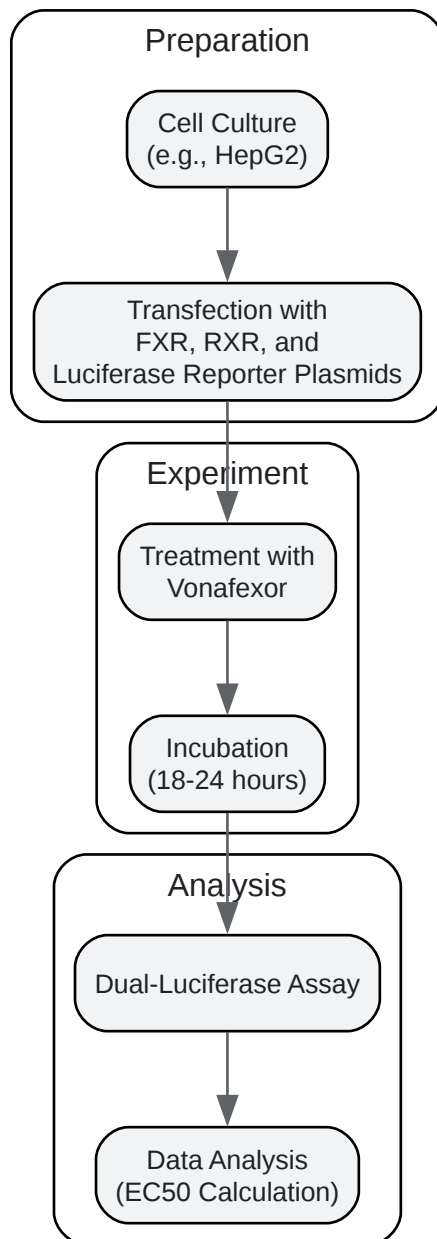 Preparation
Cell Culture
(e.g., HepG2)
Transfection with
FXR, RXR, and
Luciferase Reporter Plasmids
Experiment
Treatment with
Vonafexor
Incubation
(18-24 hours)
Analysis
Dual-Luciferase Assay
Data Analysis
(EC50 Calculation)